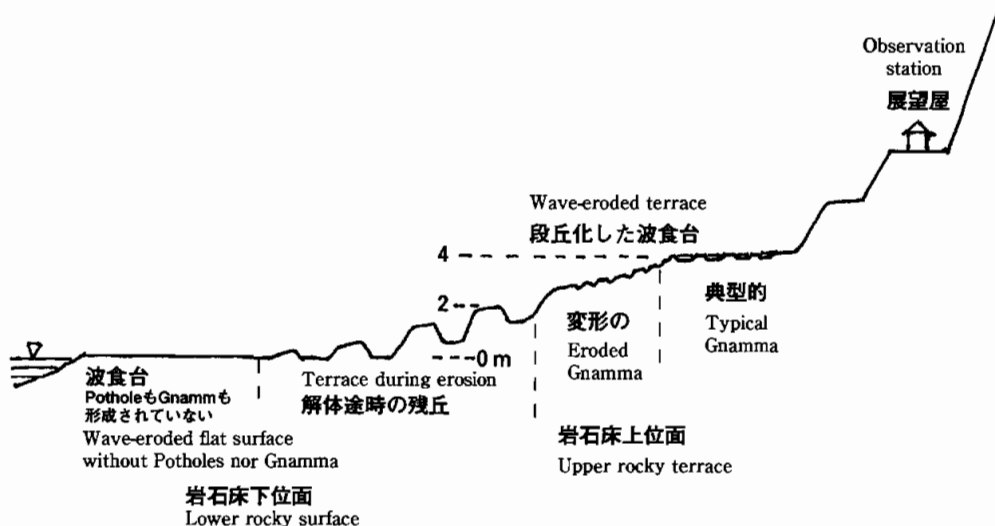 Observation
station
展望屋
Wave-eroded terrace
段丘化した波食台
4
2
0 m
典型的
Typical
Gnamma
変形の
Eroded
Gnamma
波食台
PotholeもGnammも
形成されていない
Wave-eroded flat surface
without Potholes nor Gnamma
Terrace during erosion
解体途時の残丘
岩石床上位面
Upper rocky terrace
岩石床下位面
Lower rocky surface